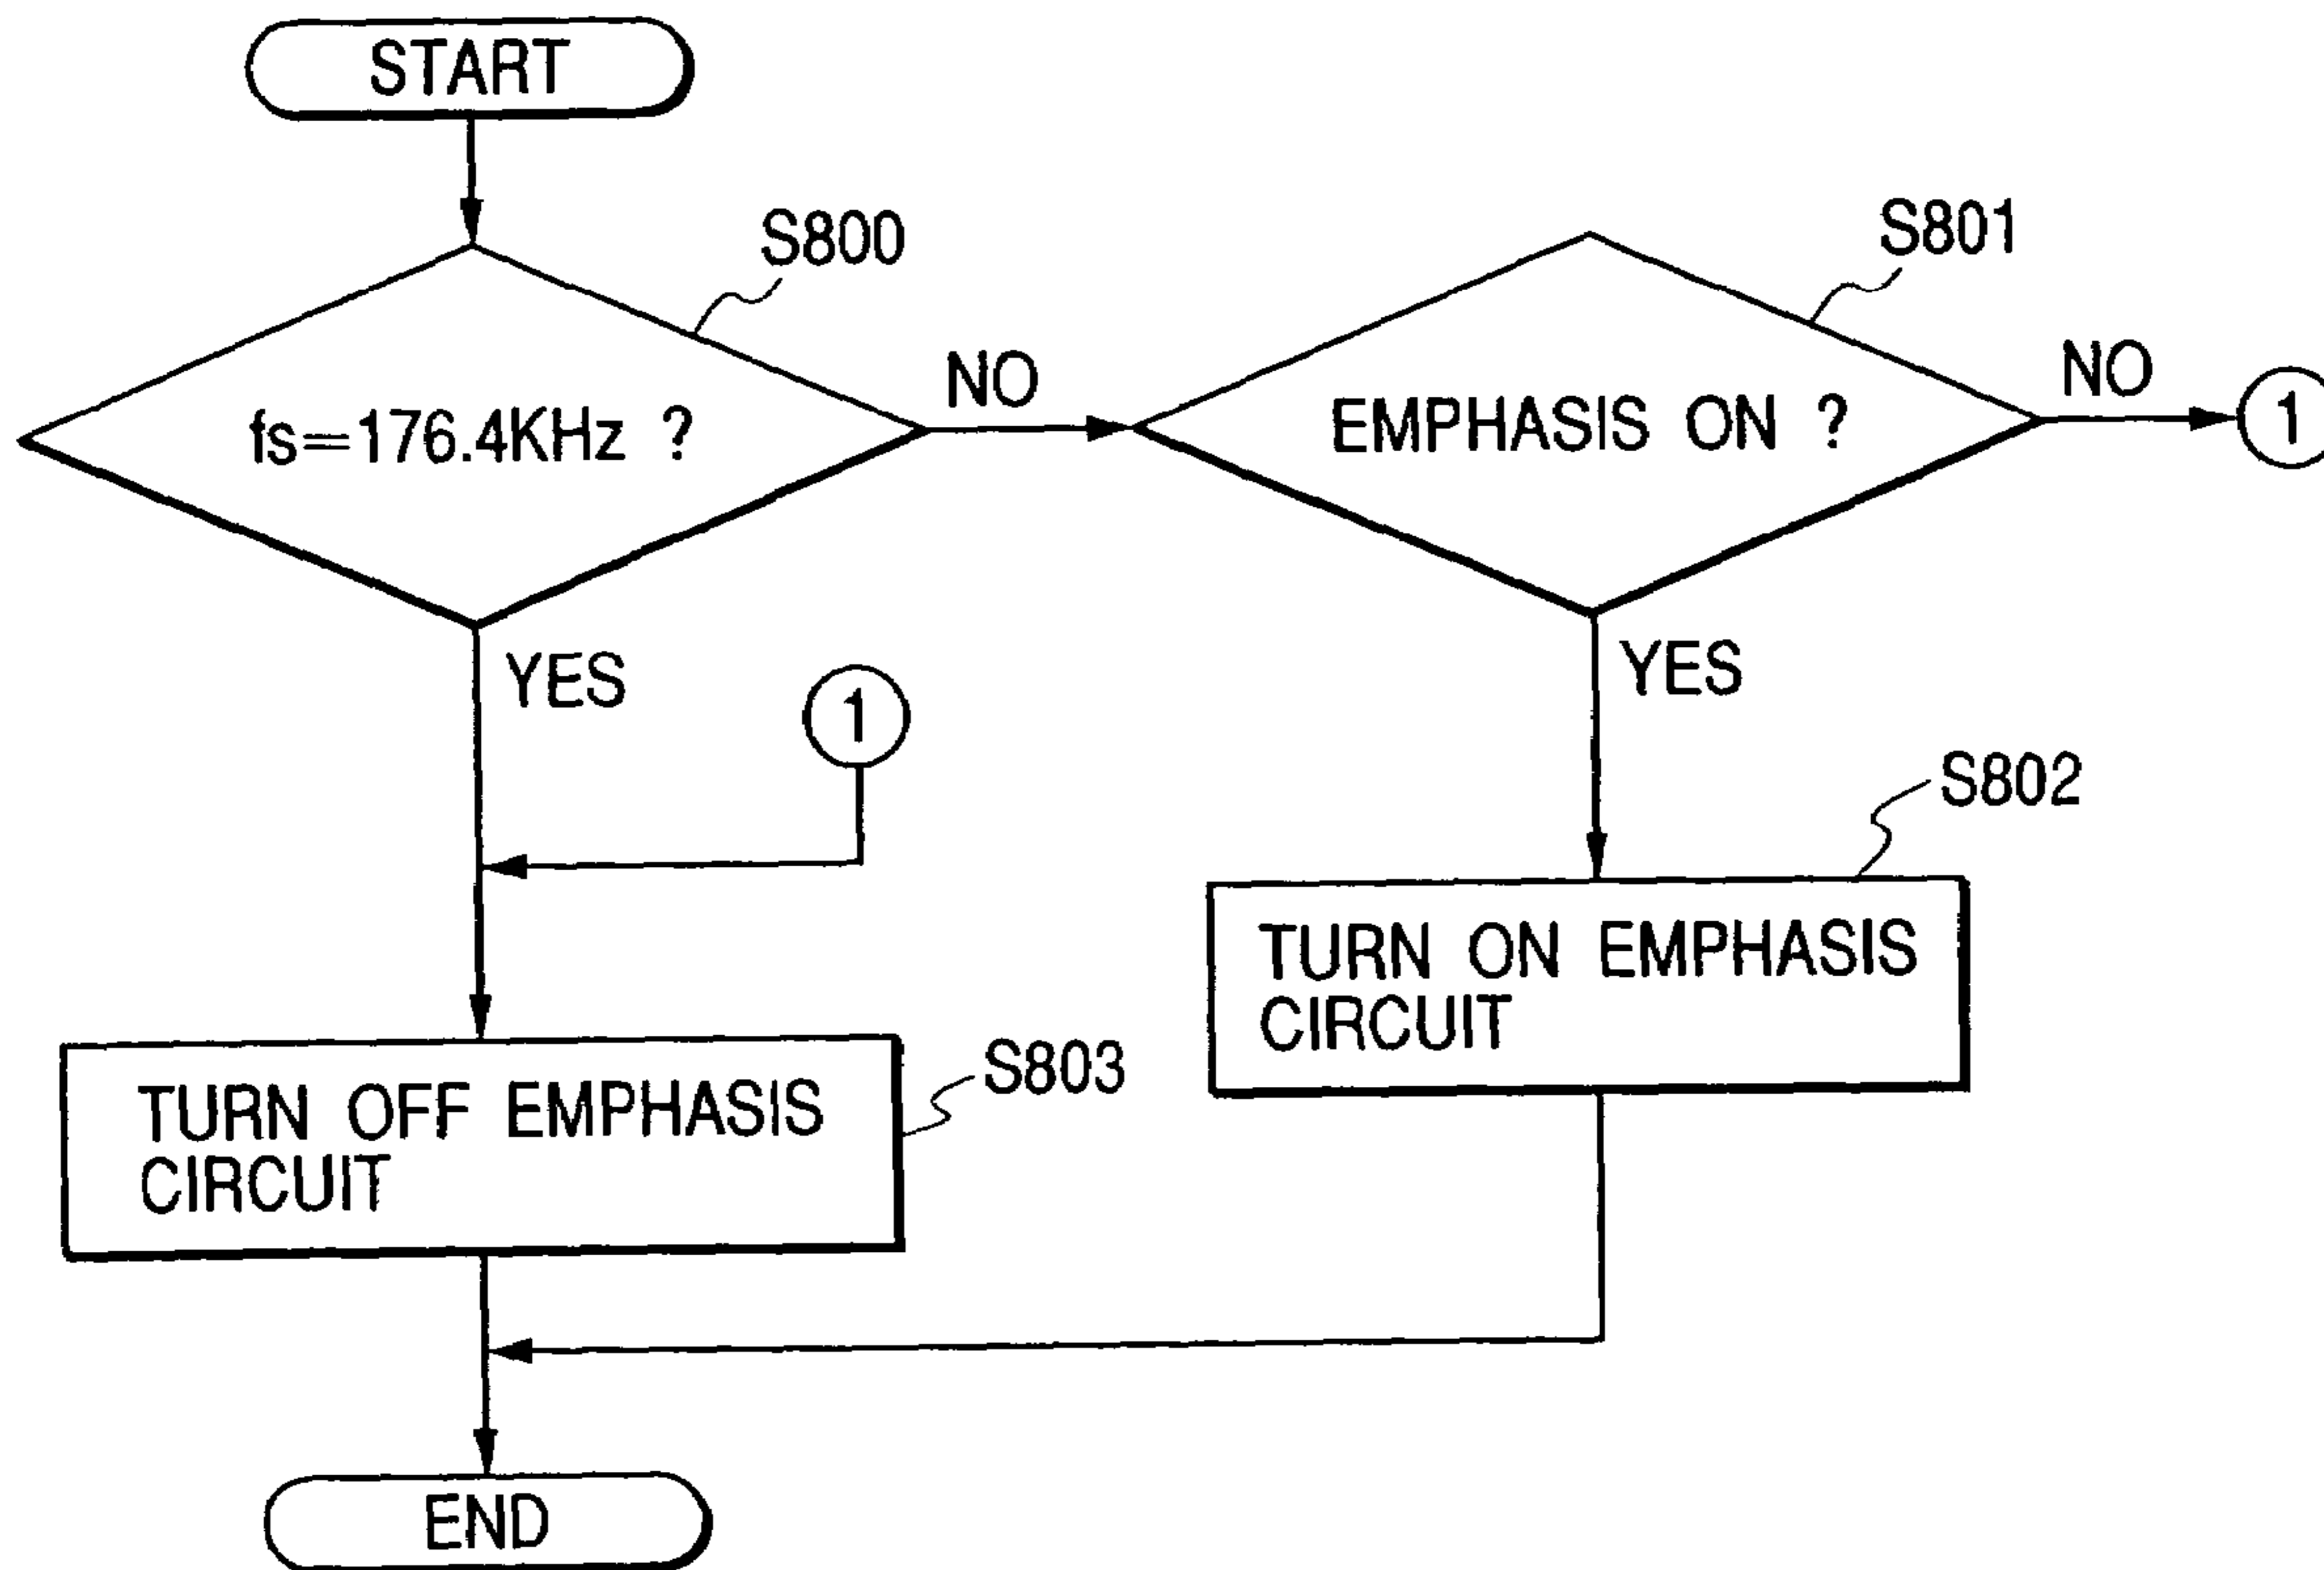 START
S800
S801
fs=176.4KHz ?
NO
EMPHASIS ON ?
NO
1
YES
1
YES
S802
TURN ON EMPHASIS
CIRCUIT
S803
TURN OFF EMPHASIS
CIRCUIT
END